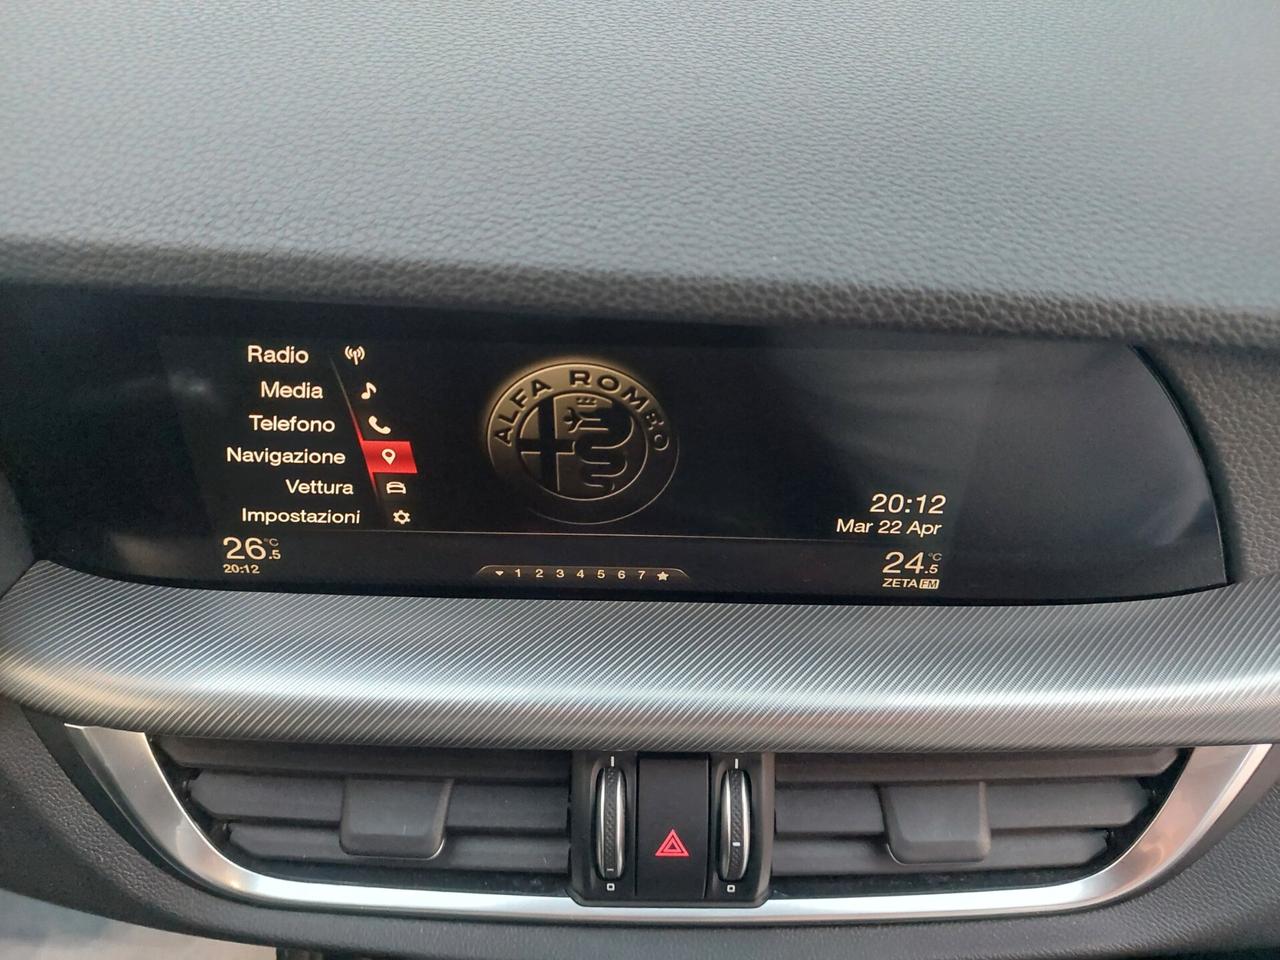 Radio
Media
Telefono
Navigazione
Vettura
Impostazioni
ALFA ROMEO
20:12
Mar 22 Apr
26.5 °C
20:12
1 2 3 4 5 6 7
24.5 °C
ZETA FM